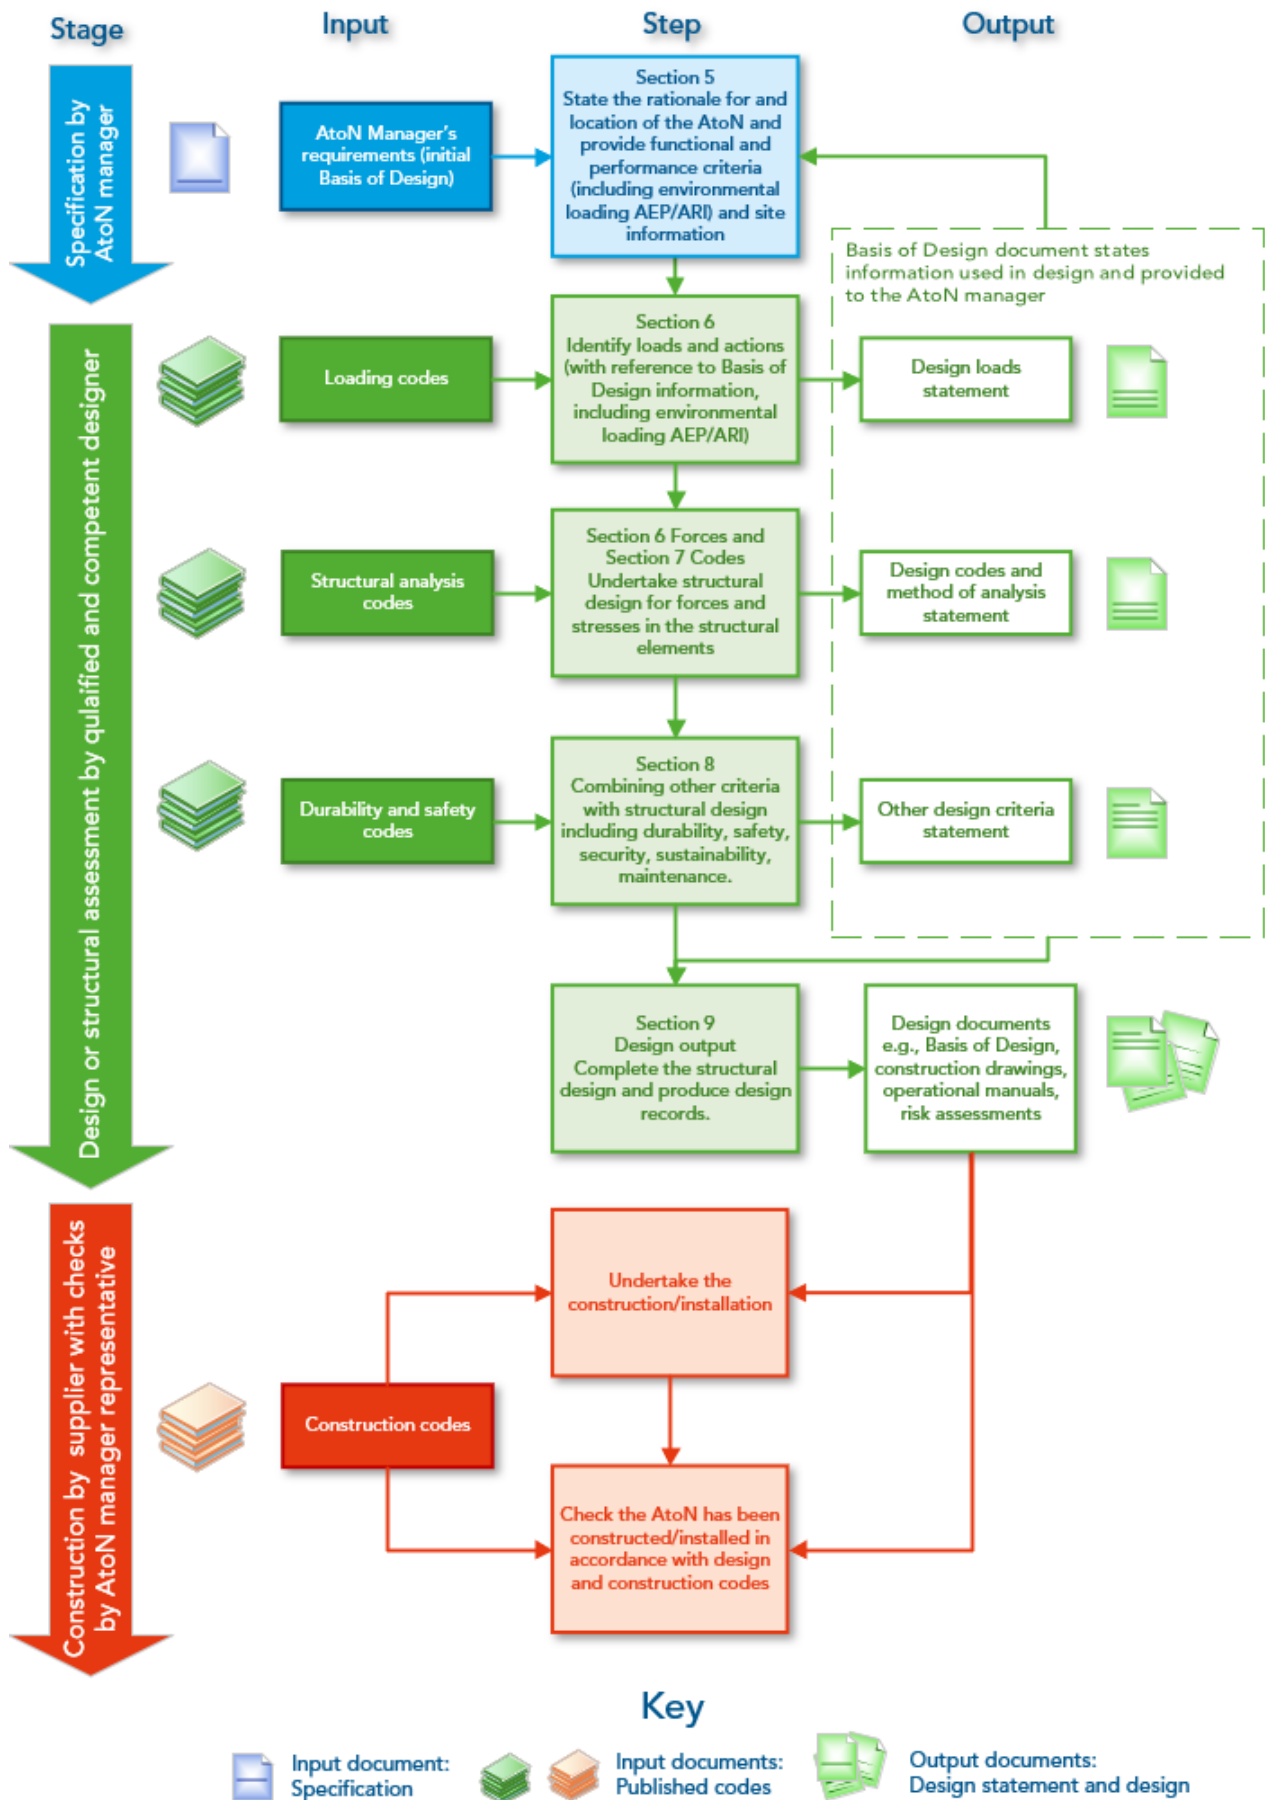 Stage
Input
Step
Output
Specification by
AtoN manager
AtoN Manager's
requirements (initial
Basis of Design)
Section 5
State the rationale for and
location of the AtoN and
provide functional and
performance criteria
(including environmental
loading AEP/ARI) and site
information
Basis of Design document states
information used in design and provided
to the AtoN manager
Design or structural assessment by qulaified and competent designer
Loading codes
Section 6
Identify loads and actions
(with reference to Basis of
Design information,
including environmental
loading AEP/ARI)
Design loads
statement
Structural analysis
codes
Section 6 Forces and
Section 7 Codes
Undertake structural
design for forces and
stresses in the structural
elements
Design codes and
method of analysis
statement
Durability and safety
codes
Section 8
Combining other criteria
with structural design
including durability, safety,
security, sustainability,
maintenance.
Other design criteria
statement
Section 9
Design output
Complete the structural
design and produce design
records.
Design documents
e.g., Basis of Design,
construction drawings,
operational manuals,
risk assessments
Construction by supplier with checks
by AtoN manager representative
Undertake the
construction/installation
Construction codes
Check the AtoN has been
constructed/installed in
accordance with design
and construction codes
Key
Input document:
Specification
Input documents:
Published codes
Output documents:
Design statement and design